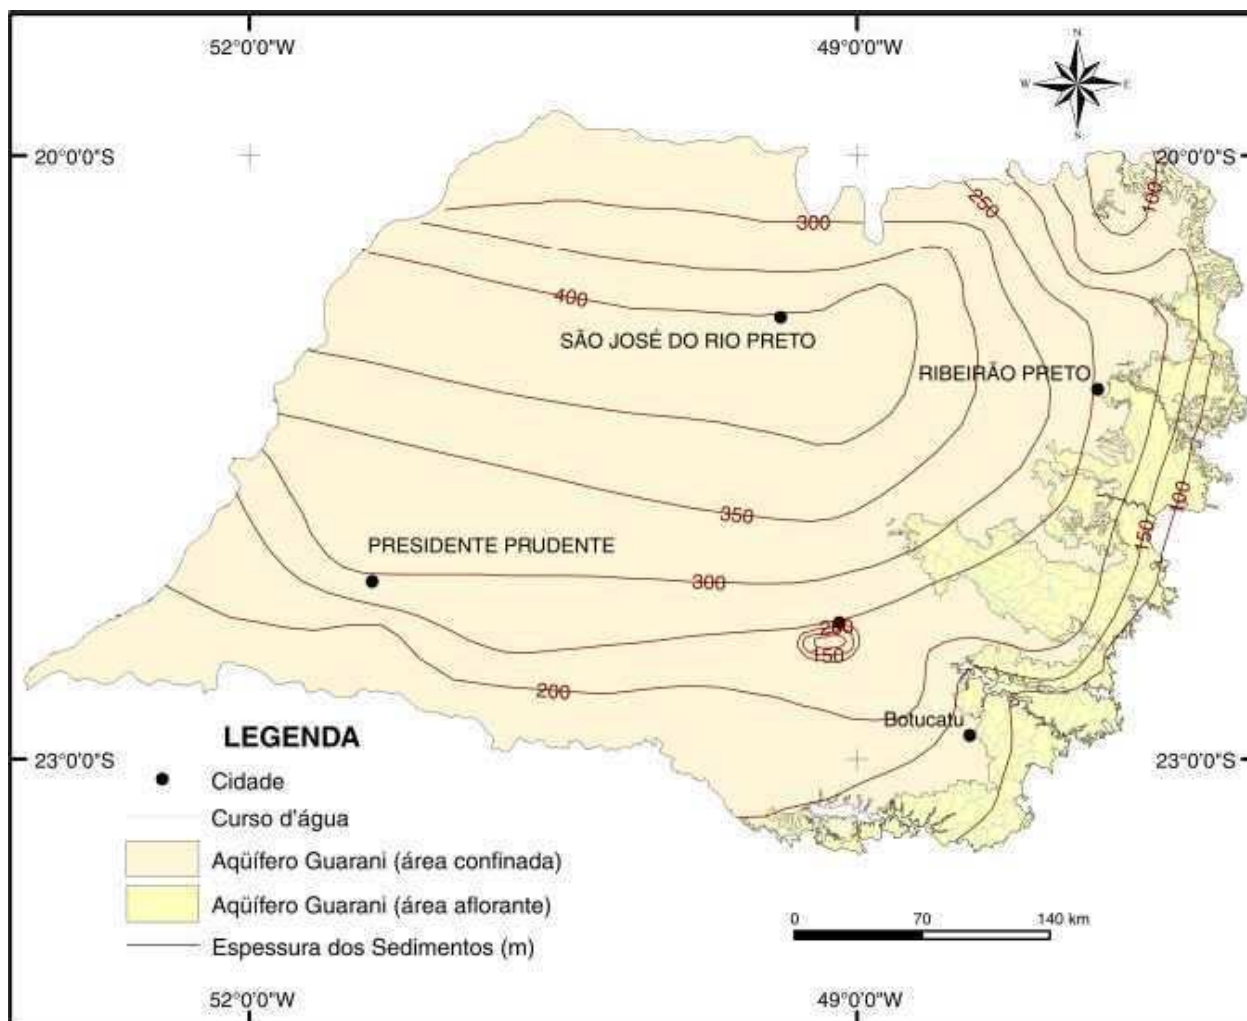 52°0'0"W
49°0'0"W
N
W
E
S
20°0'0"S
20°0'0"S
100
250
300
400
SÃO JOSÉ DO RIO PRETO
RIBEIRÃO PRETO
100
350
150
PRESIDENTE PRUDENTE
300
150
200
Botucatu
LEGENDA
23°0'0"S
23°0'0"S
Cidade
Curso d'água
Aqüífero Guarani (área confinada)
Aqüífero Guarani (área aflorante)
Espessura dos Sedimentos (m)
0
70
140 km
52°0'0"W
49°0'0"W